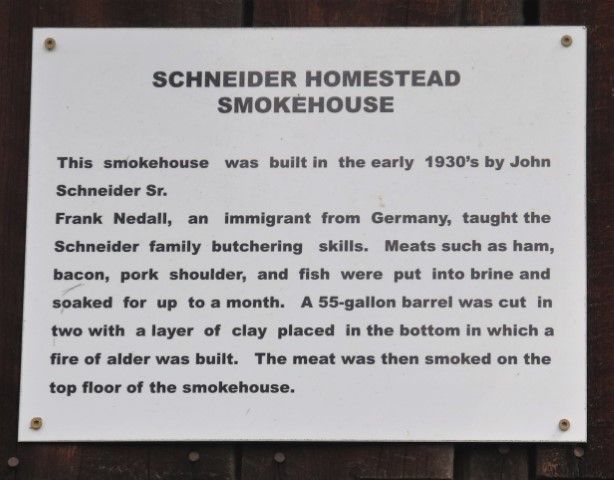 SCHNEIDER HOMESTEAD
SMOKEHOUSE
This smokehouse was built in the early 1930's by John
Schneider Sr.
Frank Nedall, an immigrant from Germany, taught the
Schneider family butchering skills. Meats such as ham,
bacon, pork shoulder, and fish were put into brine and
soaked for up to a month. A 55-gallon barrel was cut in
two with a layer of clay placed in the bottom in which a
fire of alder was built. The meat was then smoked on the
top floor of the smokehouse.